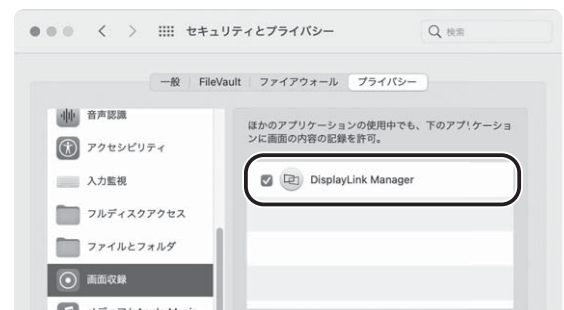 セキュリティとプライバシー
検索
一般
FileVault
ファイアウォール
プライバシー
音声認識
アクセシビリティ
入力監視
フルディスクアクセス
ファイルとフォルダ
画面収録
ほかのアプリケーションの使用中でも、下のアプリケーショ
ンに画面の内容の記録を許可。
DisplayLink Manager